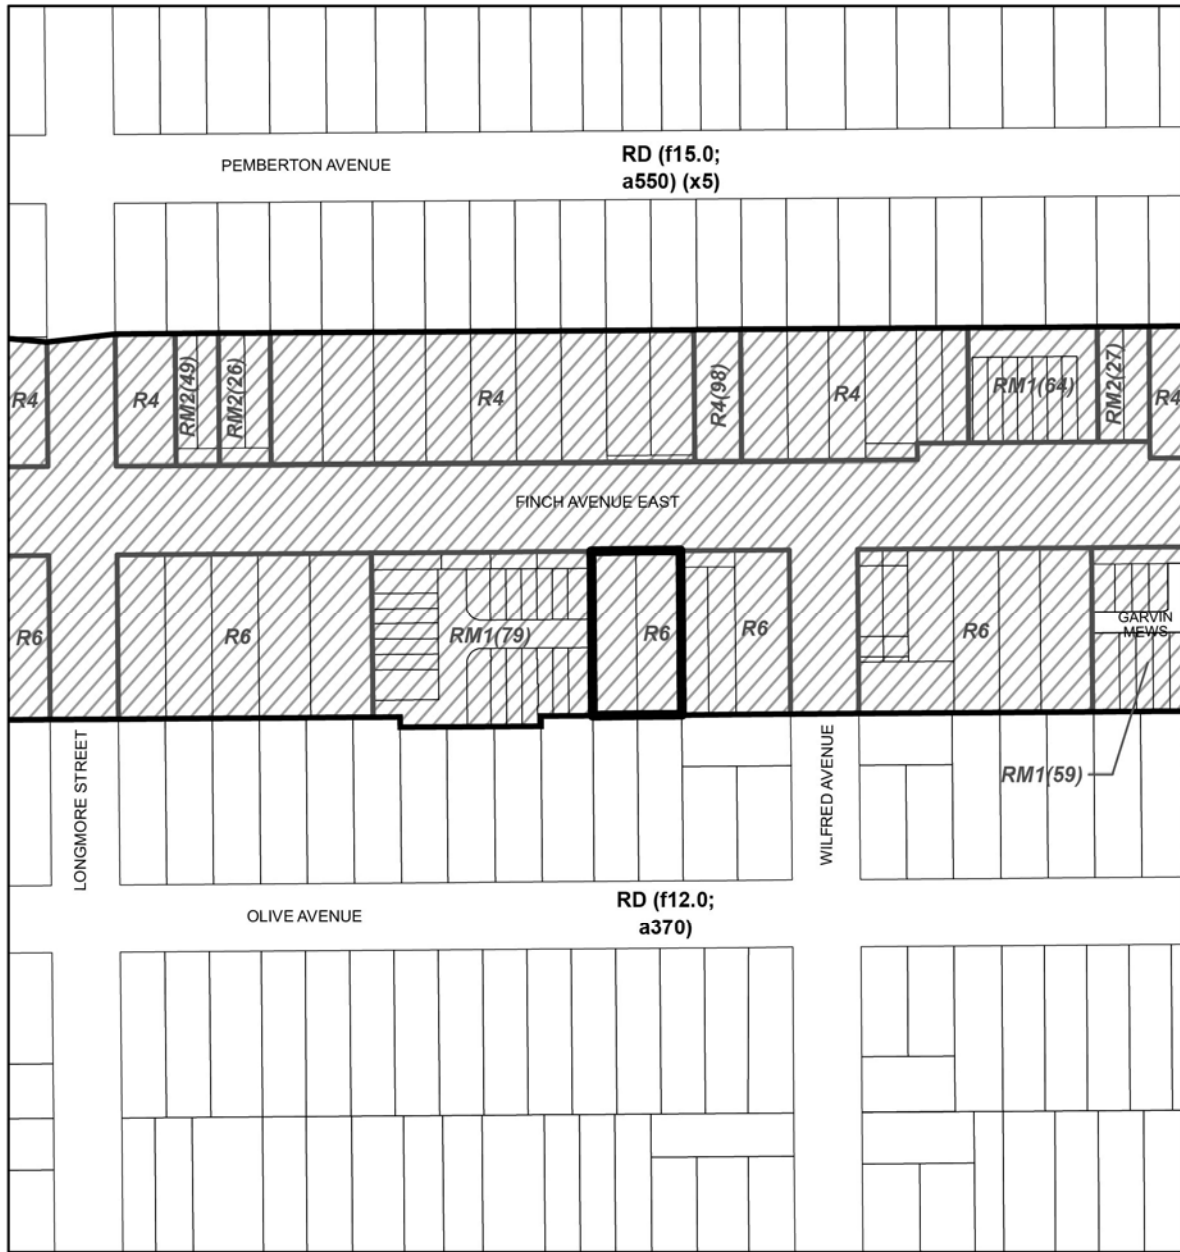 PEMBERTON AVENUE
RD (f15.0;
a550) (x5)
R4
R4
RM2(49)
RM2(26)
R4
R4(98)
R4
RM1(64)
RM2(27)
R4
FINCH AVENUE EAST
R6
R6
RM1(79)
R6
R6
R6
GARVIN
MEWS
LONGMORE STREET
WILFRED AVENUE
RM1(59)
OLIVE AVENUE
RD (f12.0;
a370)